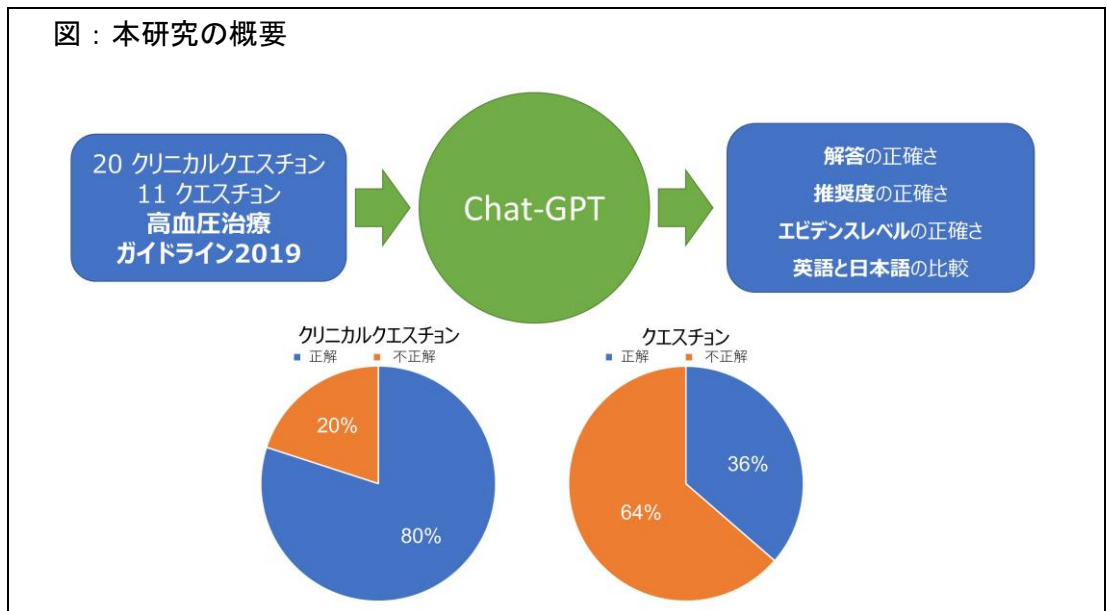 図：本研究の概要
20 クリニカルクエスチョン
11 クエスチョン
高血圧治療
ガイドライン2019
Chat-GPT
解答の正確さ
推奨度の正確さ
エビデンスレベルの正確さ
英語と日本語の比較
クリニカルクエスチョン
正解 不正解
20%
80%
クエスチョン
正解 不正解
36%
64%